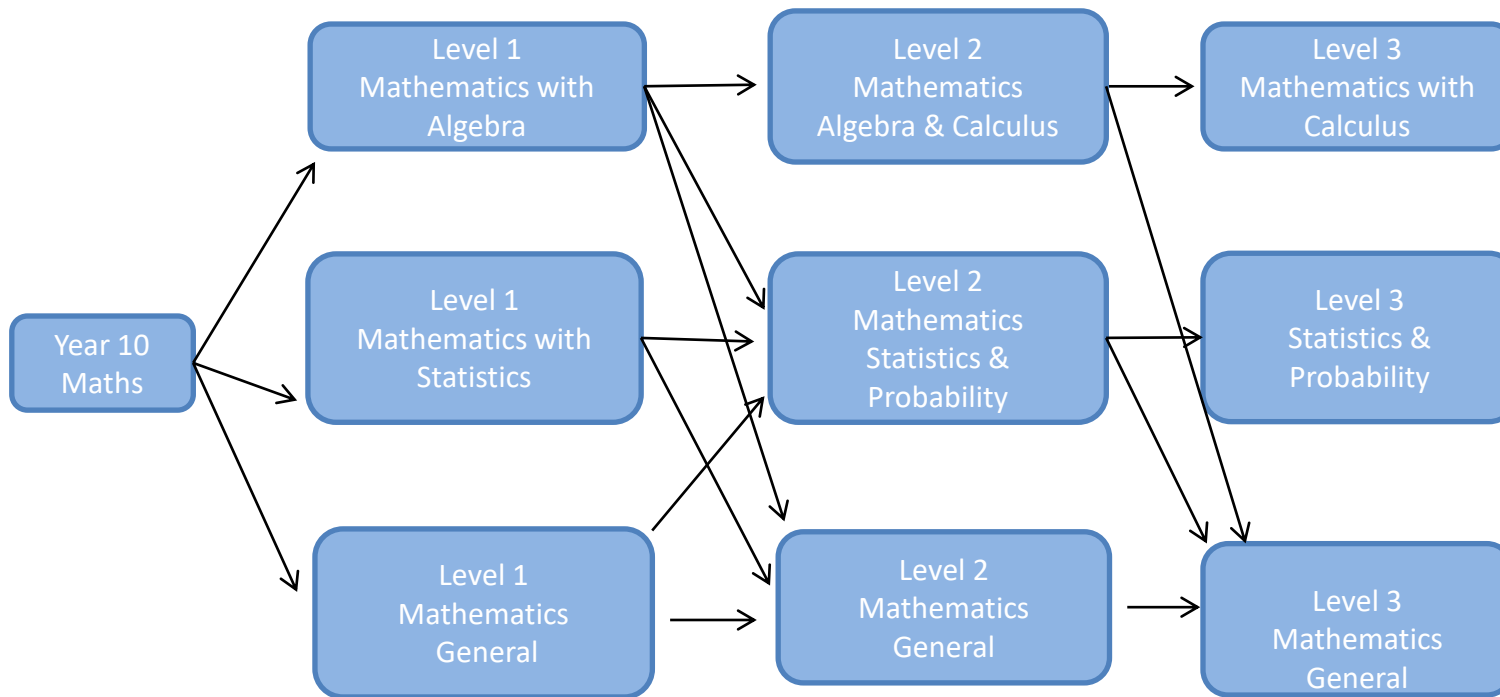 Year 10
Maths
Level 1
Mathematics with
Algebra
Level 1
Mathematics with
Statistics
Level 1
Mathematics
General
Level 2
Mathematics
Algebra & Calculus
Level 2
Mathematics
Statistics &
Probability
Level 2
Mathematics
General
Level 3
Mathematics with
Calculus
Level 3
Statistics &
Probability
Level 3
Mathematics
General